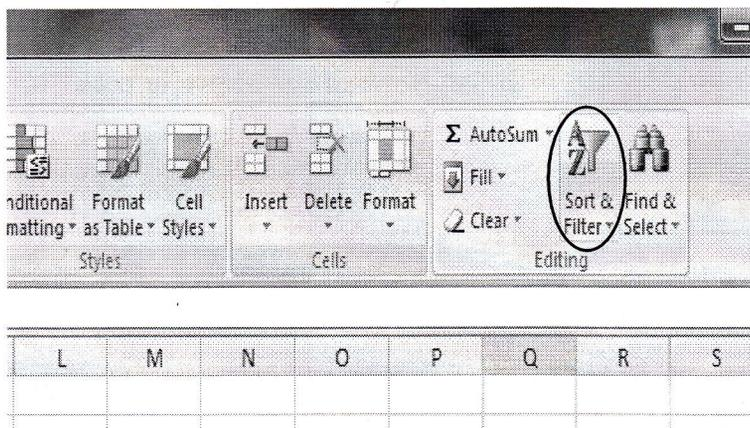 Σ AutoSum
Fill
Clear
nditional
matting
Format
as Table
Cell
Styles
Insert
Delete
Format
A
Z
Sort &
Filter
Find &
Select
Styles
Cells
Editing
L M N O P Q R S